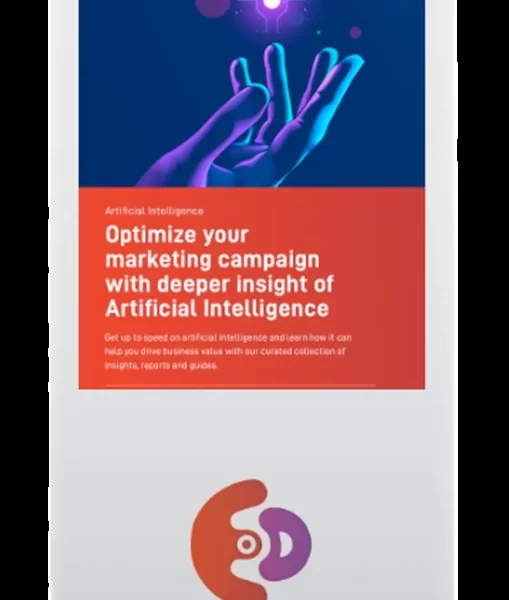 Artificial Intelligence
Optimize your
marketing campaign
with deeper insight of
Artificial Intelligence
Get up to speed on artificial intelligence and learn how it can
help you drive business value with our curated collection of
insights, reports and guides.